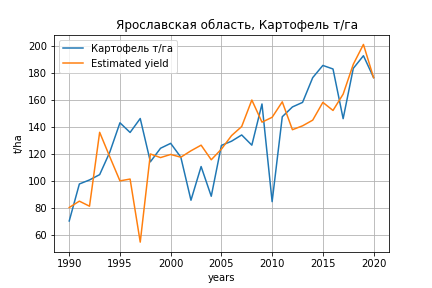 Ярославская область, Картофель т/га
Картофель т/га
Estimated yield
t/ha
200
180
160
140
120
100
80
60
1990 1995 2000 2005 2010 2015 2020
years